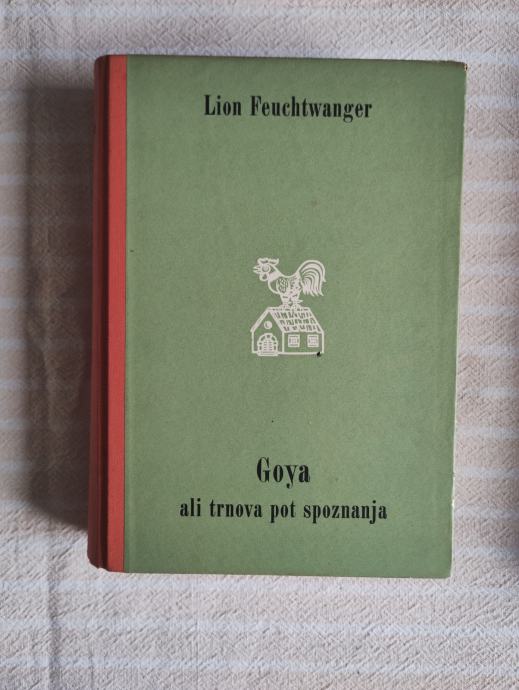 Lion Feuchtwanger
Goya
ali trnova pot spoznanja